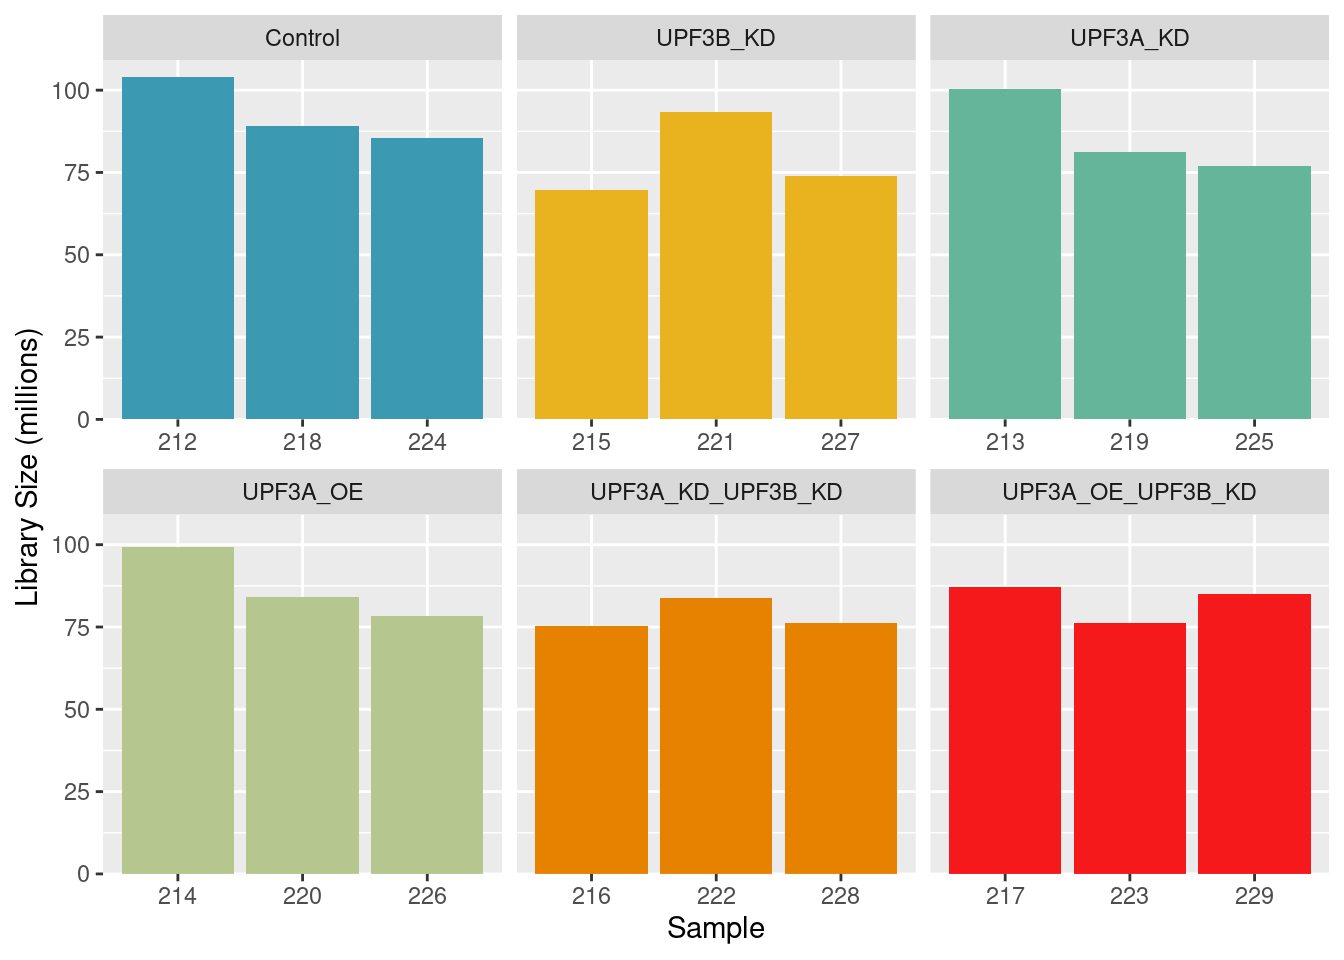 Control UPF3B_KD UPF3A_KD
100
75
50
25
0
212 218 224 215 221 227 213 219 225
UPF3A_OE UPF3A_KD_UPF3B_KD UPF3A_OE_UPF3B_KD
100
75
50
25
0
214 220 226 216 222 228 217 223 229
Library Size (millions)
Sample